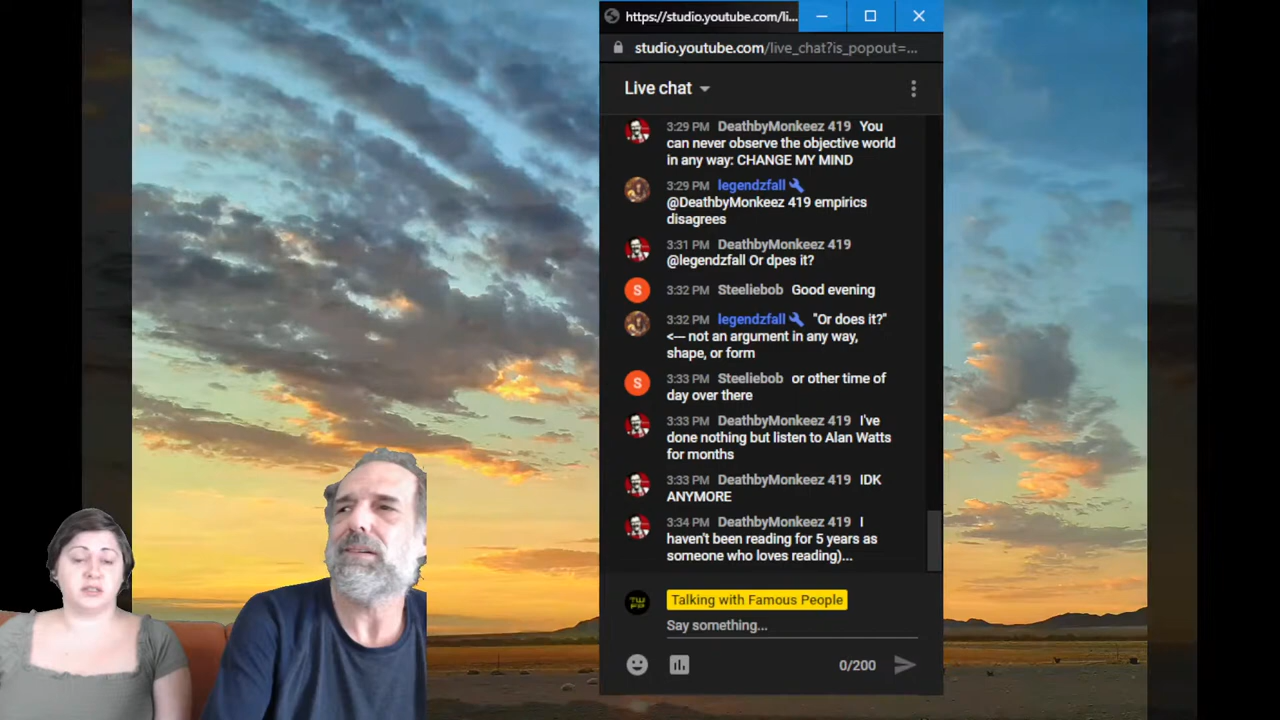 https://studio.youtube.com/li...
studio.youtube.com/live_chat?is_popout=...
Live chat
3:29 PM DeathbyMonkeez 419 You
can never observe the objective world
in any way: CHANGE MY MIND
3:29 PM legendzfall
@DeathbyMonkeez 419 empirics
disagrees
3:31 PM DeathbyMonkeez 419
@legendzfall Or dpes it?
S 3:32 PM Steeliebob Good evening
3:32 PM legendzfall "Or does it?"
<--- not an argument in any way,
shape, or form
S 3:33 PM Steeliebob or other time of
day over there
3:33 PM DeathbyMonkeez 419 I've
done nothing but listen to Alan Watts
for months
3:33 PM DeathbyMonkeez 419 IDK
ANYMORE
3:34 PM DeathbyMonkeez 419 I
haven't been reading for 5 years as
someone who loves reading)...
TWFP Talking with Famous People
Say something...
0/200